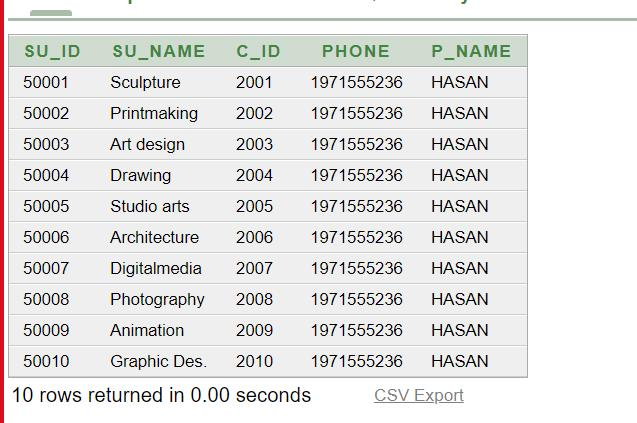 SU_ID SU_NAME C_ID PHONE P_NAME
50001 Sculpture 2001 1971555236 HASAN
50002 Printmaking 2002 1971555236 HASAN
50003 Art design 2003 1971555236 HASAN
50004 Drawing 2004 1971555236 HASAN
50005 Studio arts 2005 1971555236 HASAN
50006 Architecture 2006 1971555236 HASAN
50007 Digitalmedia 2007 1971555236 HASAN
50008 Photography 2008 1971555236 HASAN
50009 Animation 2009 1971555236 HASAN
50010 Graphic Des. 2010 1971555236 HASAN
10 rows returned in 0.00 seconds CSV Export